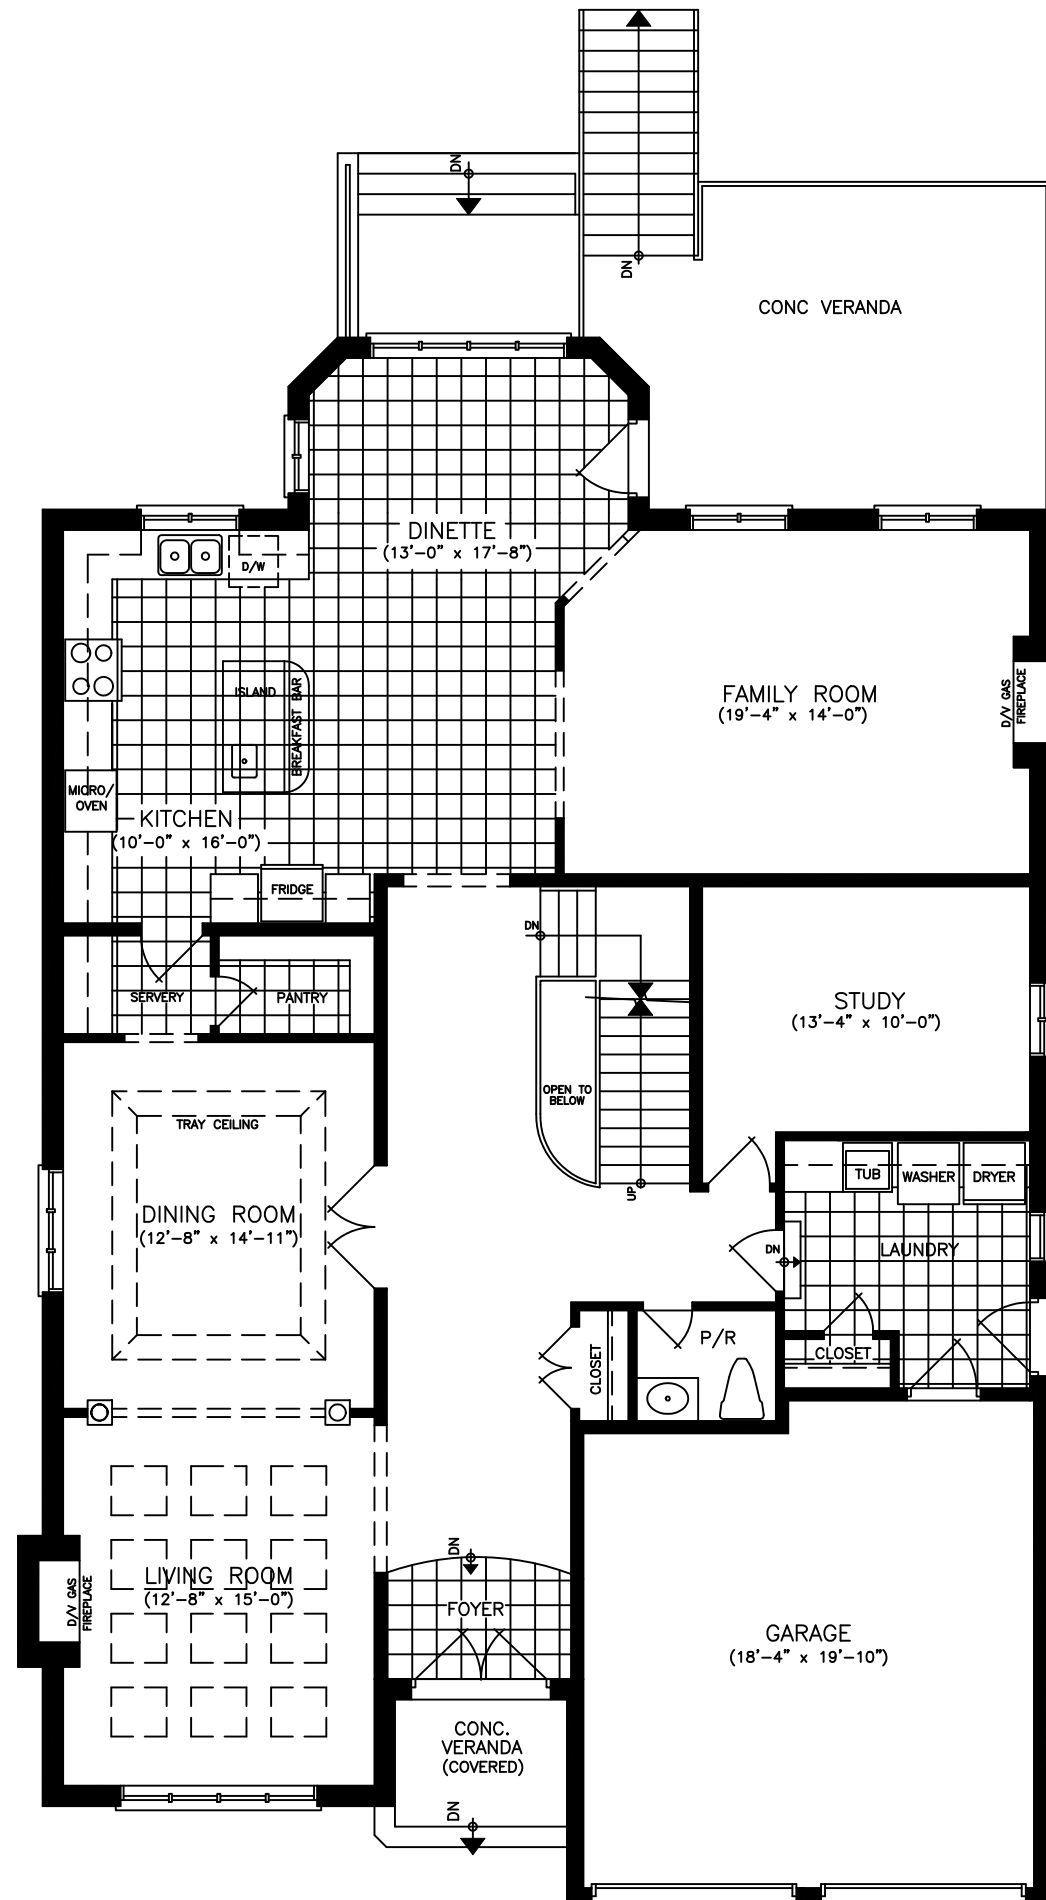 DN
DN
CONC VERANDA
DINETTE
(13'-0" x 17'-8")
D/W
ISLAND
BREAKFAST BAR
FAMILY ROOM
(19'-4" x 14'-0")
D/V GAS
FIREPLACE
MICRO/
OVEN
KITCHEN
(10'-0" x 16'-0")
FRIDGE
DN
SERVERY
PANTRY
STUDY
(13'-4" x 10'-0")
OPEN TO
BELOW
TRAY CEILING
UP
TUB
WASHER
DRYER
DINING ROOM
(12'-8" x 14'-11")
DN
LAUNDRY
P/R
CLOSET
CLOSET
DN
LIVING ROOM
(12'-8" x 15'-0")
D/V GAS
FIREPLACE
FOYER
GARAGE
(18'-4" x 19'-10")
CONC.
VERANDA
(COVERED)
DN